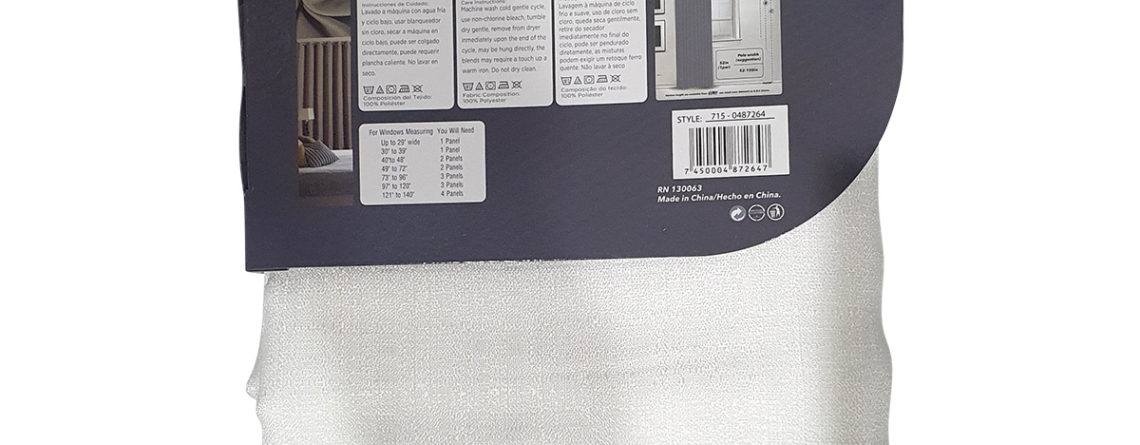 Instrucciones de Cuidado:
Lavado a máquina con agua fría
y ciclo bajo, usar blanqueador
sin cloro, secar a máquina en
ciclo bajo, puede ser colgado
directamente, puede requerir
plancha caliente. No lavar en
seco.
Composición del Tejido:
100% Poliéster
Care Instructions:
Machine wash cold gentle cycle,
use non-chlorine bleach, tumble
dry gentle, remove from dryer
immediately upon the end of the
cycle, may be hung directly, the
blends may require a touch up a
warm iron. Do not dry clean.
Fabric Composition:
100% Polyester
Lavagem à máquina de ciclo
frio e suave, uso de cloro sem
cloro, queda seca gentilmente,
retire do secador
imediatamente no final do
ciclo, pode ser pendurado
diretamente, as misturas
podem exigir um retoque ferro
quente. Não lavar à seco.
Composição do tecido:
100% Poliéster
52in
Pole width
(suggestion)
For Windows Measuring You Will Need
Up to 29" wide 1 Panel
30" to 39" 1 Panel
40"to 48" 2 Panels
49" to 72" 2 Panels
73" to 96" 3 Panels
97" to 120" 3 Panels
121" to 140" 4 Panels
STYLE: 715 - 0487264
7 450004 872647
RN 130063
Made in China/Hecho en China.